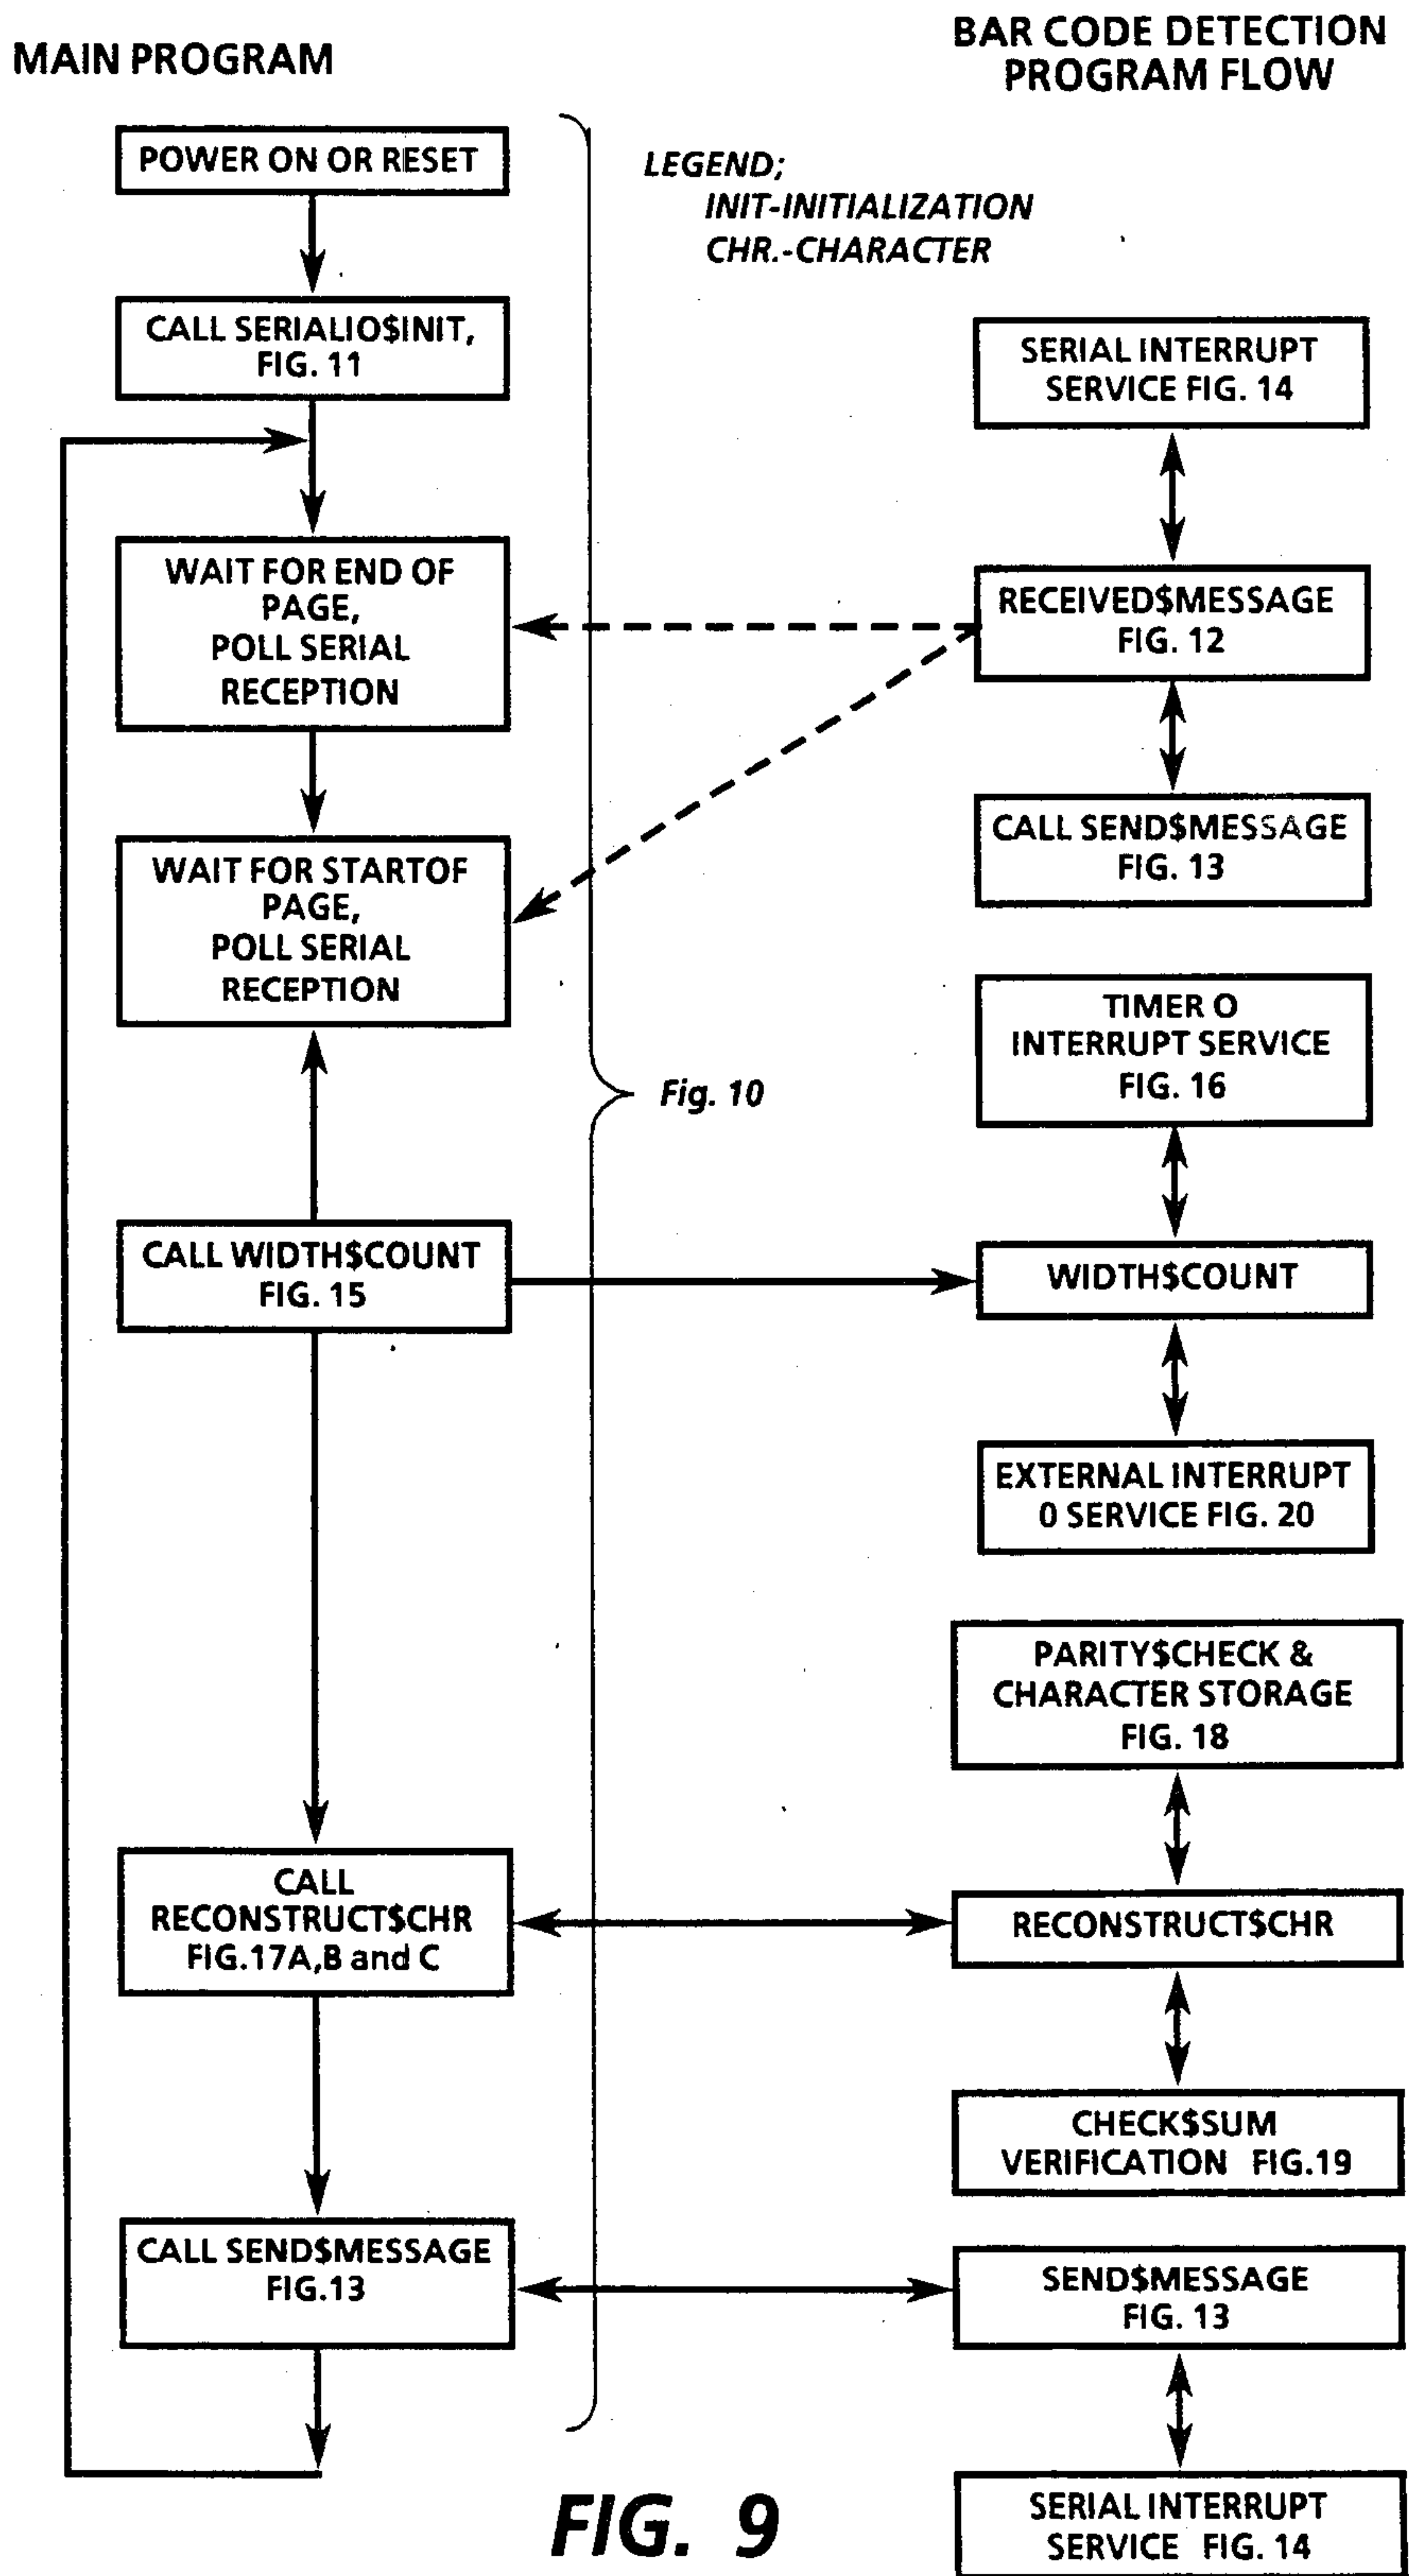 MAIN PROGRAM
BAR CODE DETECTION
PROGRAM FLOW
POWER ON OR RESET
LEGEND;
INIT-INITIALIZATION
CHR.-CHARACTER
CALL SERIALIO$INIT,
FIG. 11
WAIT FOR END OF
PAGE,
POLL SERIAL
RECEPTION
WAIT FOR STARTOF
PAGE,
POLL SERIAL
RECEPTION
CALL WIDTH$COUNT
FIG. 15
CALL
RECONSTRUCT$CHR
FIG.17A,B and C
CALL SEND$MESSAGE
FIG.13
Fig. 10
SERIAL INTERRUPT
SERVICE FIG. 14
RECEIVED$MESSAGE
FIG. 12
CALL SEND$MESSAGE
FIG. 13
TIMER O
INTERRUPT SERVICE
FIG. 16
WIDTH$COUNT
EXTERNAL INTERRUPT
0 SERVICE FIG. 20
PARITY$CHECK &
CHARACTER STORAGE
FIG. 18
RECONSTRUCT$CHR
CHECK$SUM
VERIFICATION FIG.19
SEND$MESSAGE
FIG. 13
SERIAL INTERRUPT
SERVICE FIG. 14
FIG. 9